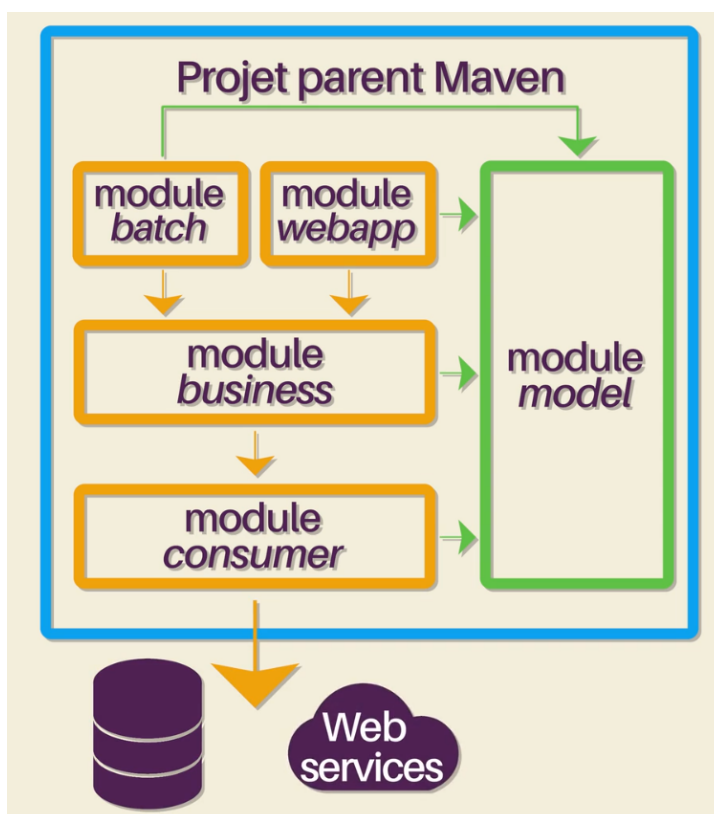 Projet parent Maven
module
batch
module
webapp
module
business
module
model
module
consumer
Web
services